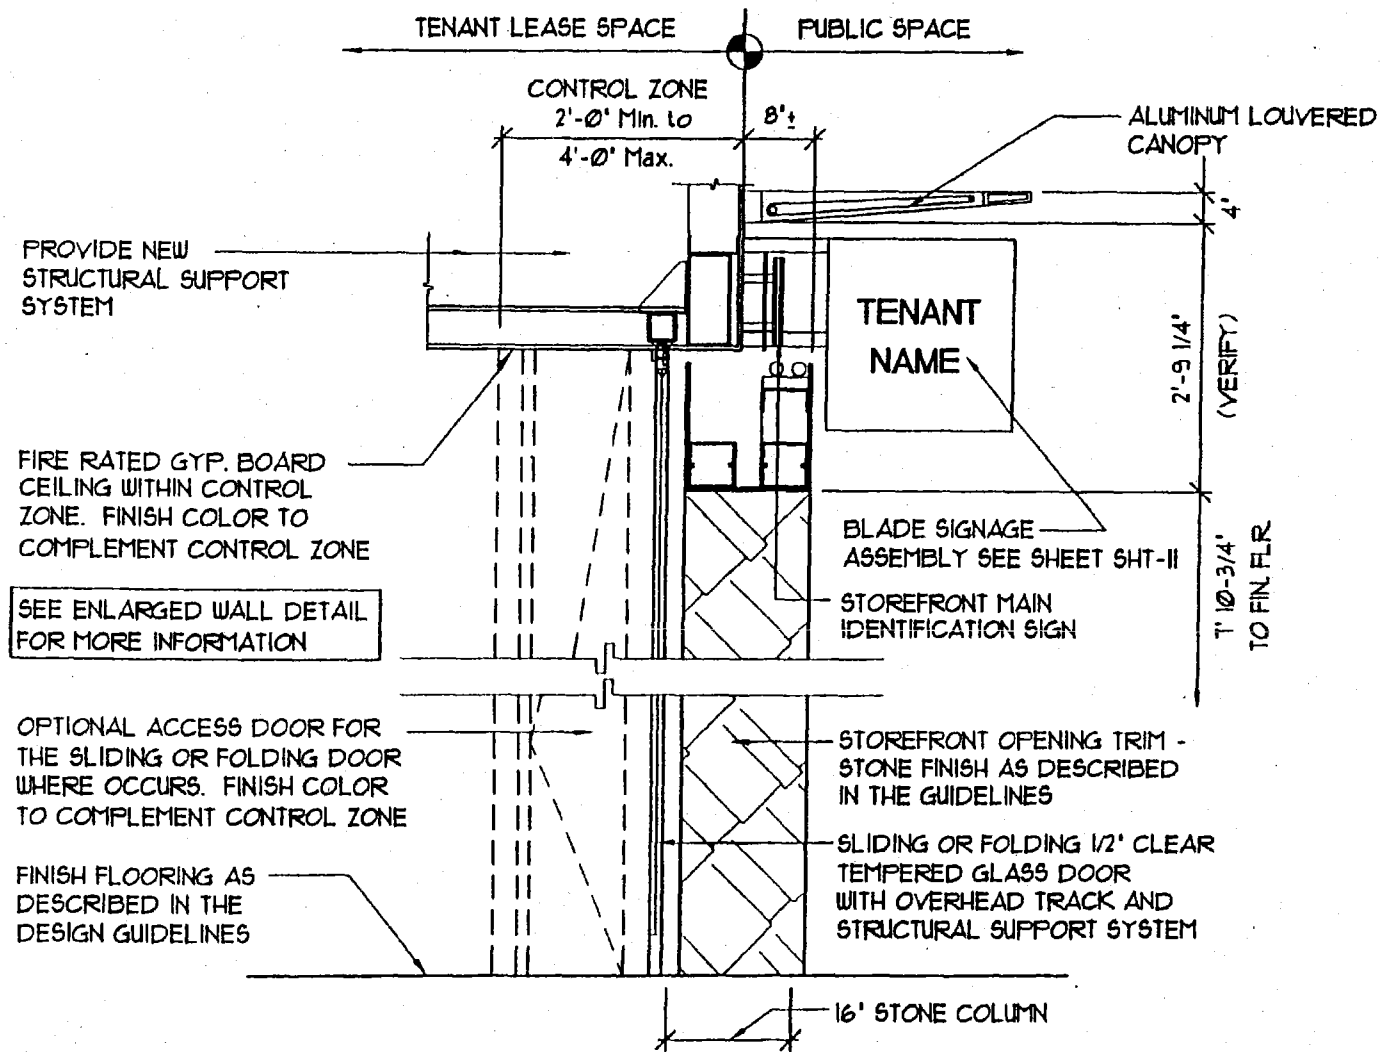 TENANT LEASE SPACE
PUBLIC SPACE
CONTROL ZONE
2'-0' Min. to
4'-0' Max.
8'±
ALUMINUM LOUVERED
CANOPY
4'
PROVIDE NEW
STRUCTURAL SUPPORT
SYSTEM
TENANT
NAME
2'-9 1/4'
(VERIFY)
FIRE RATED GYP. BOARD
CEILING WITHIN CONTROL
ZONE. FINISH COLOR TO
COMPLEMENT CONTROL ZONE
BLADE SIGNAGE
ASSEMBLY SEE SHEET SHT-11
7' 10-3/4'
TO FIN. FLR.
SEE ENLARGED WALL DETAIL
FOR MORE INFORMATION
STOREFRONT MAIN
IDENTIFICATION SIGN
OPTIONAL ACCESS DOOR FOR
THE SLIDING OR FOLDING DOOR
WHERE OCCURS. FINISH COLOR
TO COMPLEMENT CONTROL ZONE
STOREFRONT OPENING TRIM -
STONE FINISH AS DESCRIBED
IN THE GUIDELINES
SLIDING OR FOLDING 1/2' CLEAR
TEMPERED GLASS DOOR
WITH OVERHEAD TRACK AND
STRUCTURAL SUPPORT SYSTEM
FINISH FLOORING AS
DESCRIBED IN THE
DESIGN GUIDELINES
16' STONE COLUMN